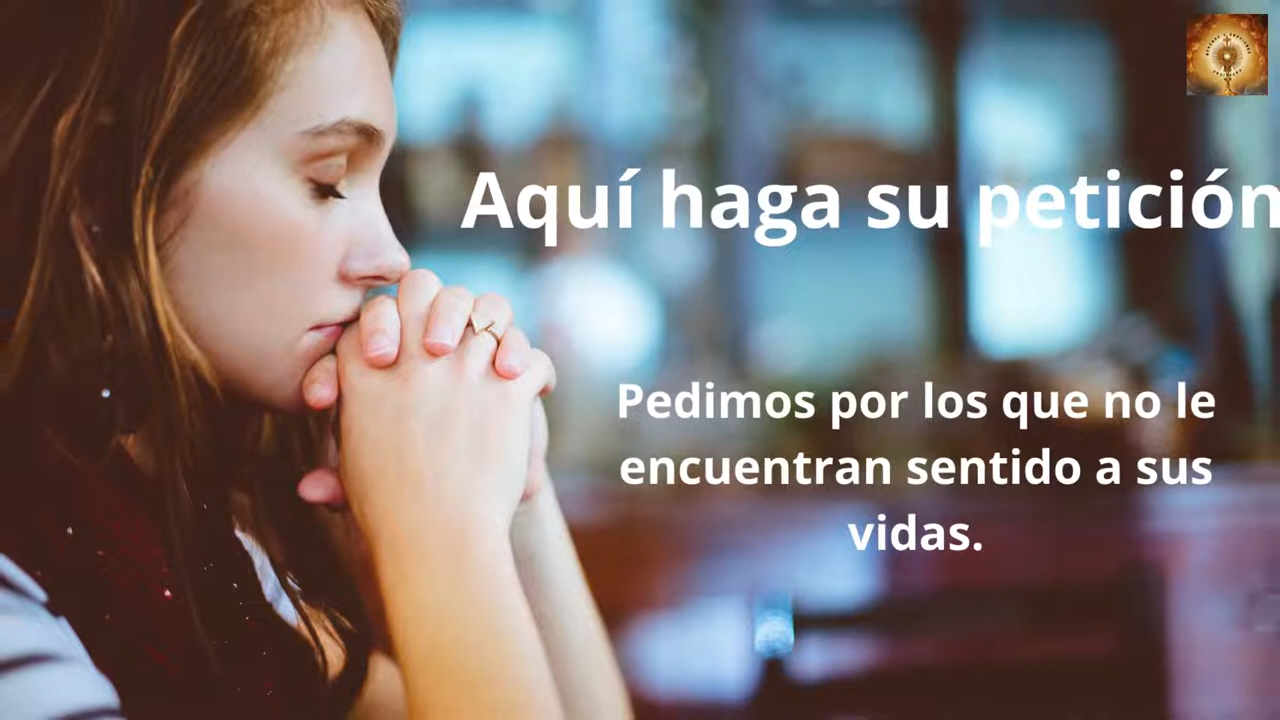 Aquí haga su petición
Pedimos por los que no le
encuentran sentido a sus
vidas.